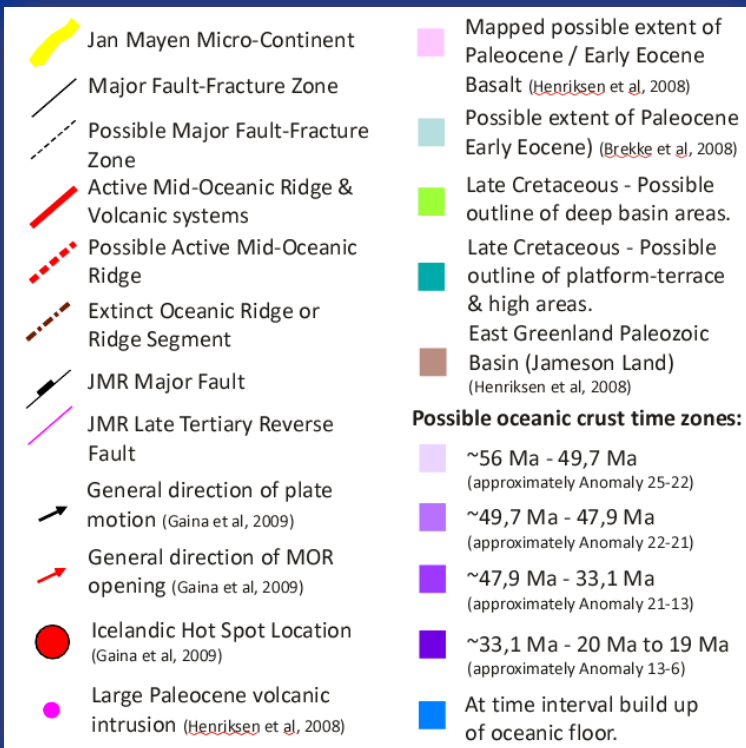 Jan Mayen Micro-Continent
Major Fault-Fracture Zone
Possible Major Fault-Fracture
Zone
Active Mid-Oceanic Ridge &
Volcanic systems
Possible Active Mid-Oceanic
Ridge
Extinct Oceanic Ridge or
Ridge Segment
JMR Major Fault
JMR Late Tertiary Reverse
Fault
General direction of plate
motion (Gaina et al, 2009)
General direction of MOR
opening (Gaina et al, 2009)
Icelandic Hot Spot Location
(Gaina et al, 2009)
Large Paleocene volcanic
intrusion (Henriksen et al, 2008)
Mapped possible extent of
Paleocene / Early Eocene
Basalt (Henriksen et al, 2008)
Possible extent of Paleocene
Early Eocene) (Brekke et al, 2008)
Late Cretaceous - Possible
outline of deep basin areas.
Late Cretaceous - Possible
outline of platform-terrace
& high areas.
East Greenland Paleozoic
Basin (Jameson Land)
(Henriksen et al, 2008)
Possible oceanic crust time zones:
~56 Ma - 49,7 Ma
(approximately Anomaly 25-22)
~49,7 Ma - 47,9 Ma
(approximately Anomaly 22-21)
~47,9 Ma - 33,1 Ma
(approximately Anomaly 21-13)
~33,1 Ma - 20 Ma to 19 Ma
(approximately Anomaly 13-6)
At time interval build up
of oceanic floor.